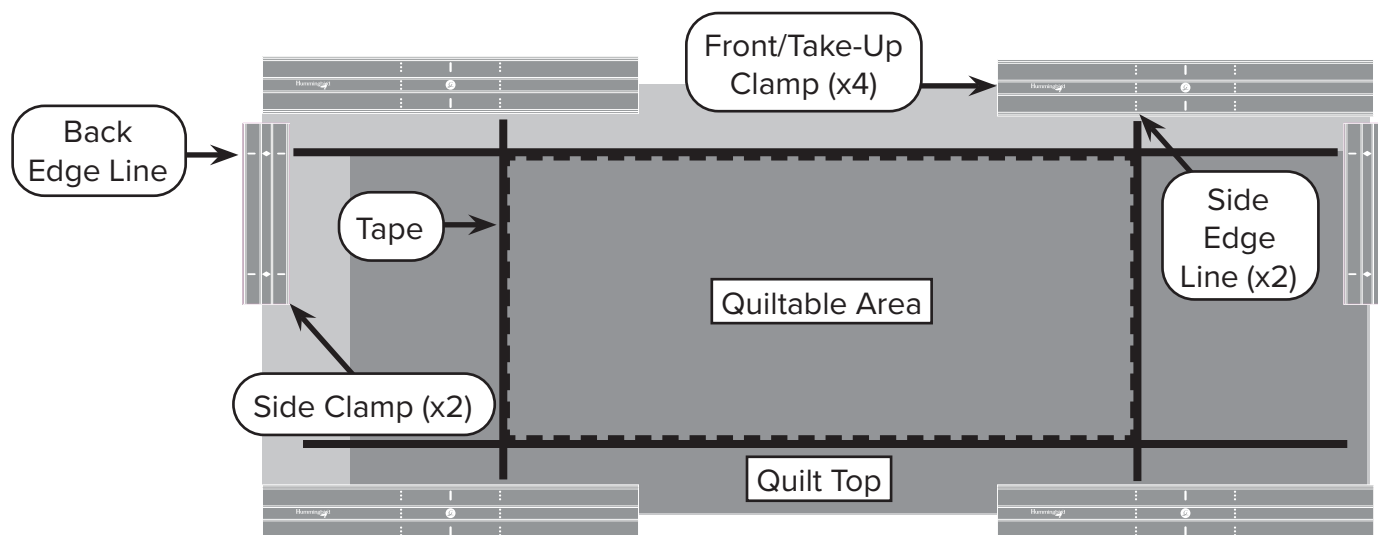 Front/Take-Up
Clamp (x4)
Back
Edge Line
Tape
Side
Edge
Line (x2)
Quiltable Area
Side Clamp (x2)
Quilt Top